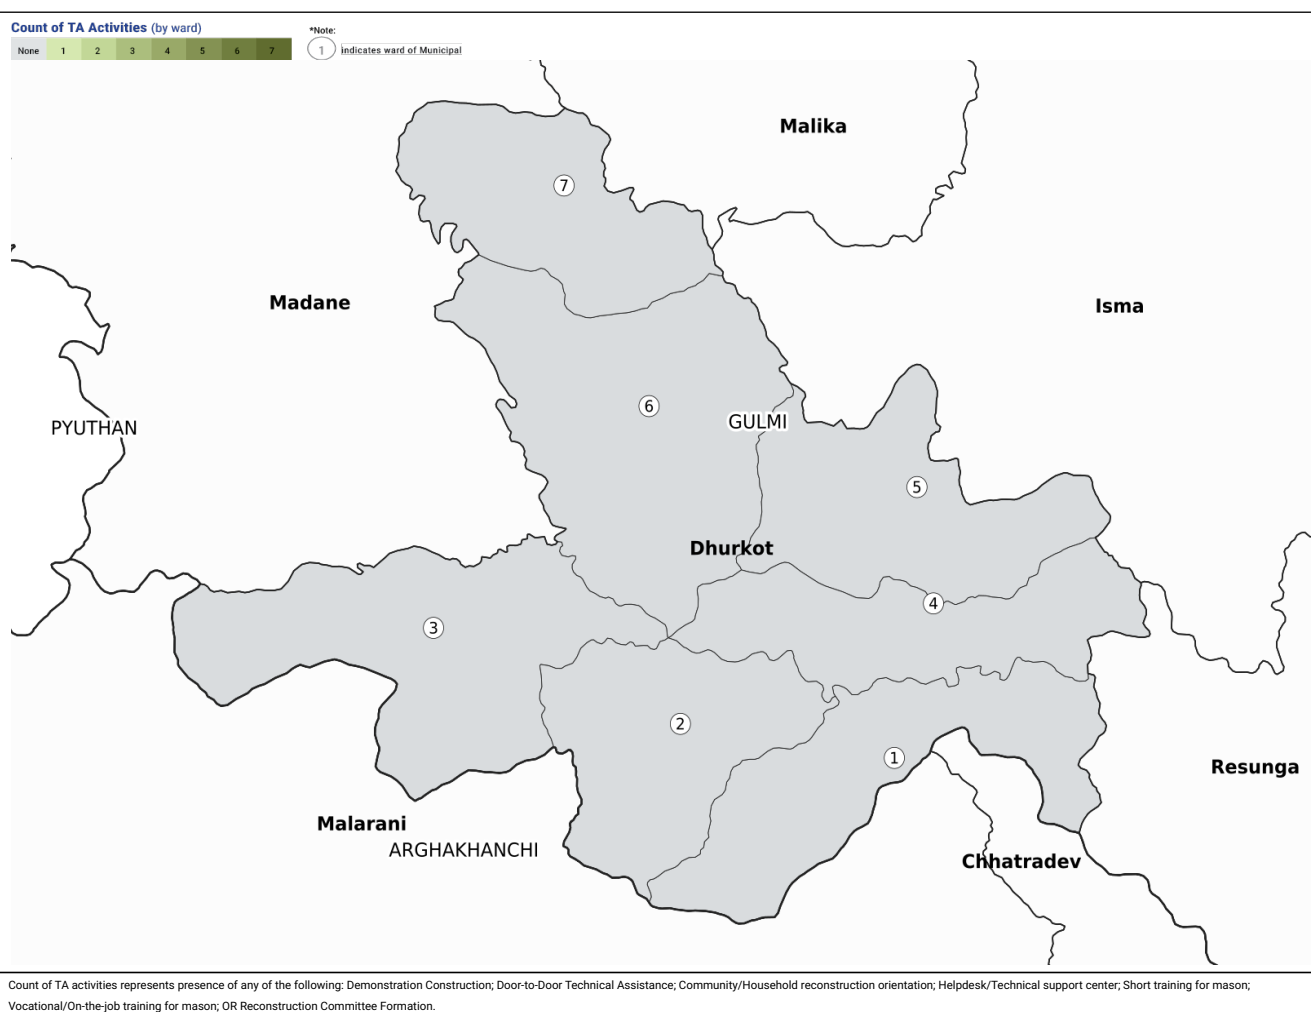 Count of TA Activities (by ward)
None 1 2 3 4 5 6 7
*Note:
1 indicates ward of Municipal
Malika
7
Madane
Isma
6
GULMI
PYUTHAN
5
Dhurkot
4
3
2
1
Resunga
Malarani
ARGHAKHANCHI
Chhatradev
Count of TA activities represents presence of any of the following: Demonstration Construction; Door-to-Door Technical Assistance; Community/Household reconstruction orientation; Helpdesk/Technical support center; Short training for mason;
Vocational/On-the-job training for mason; OR Reconstruction Committee Formation.